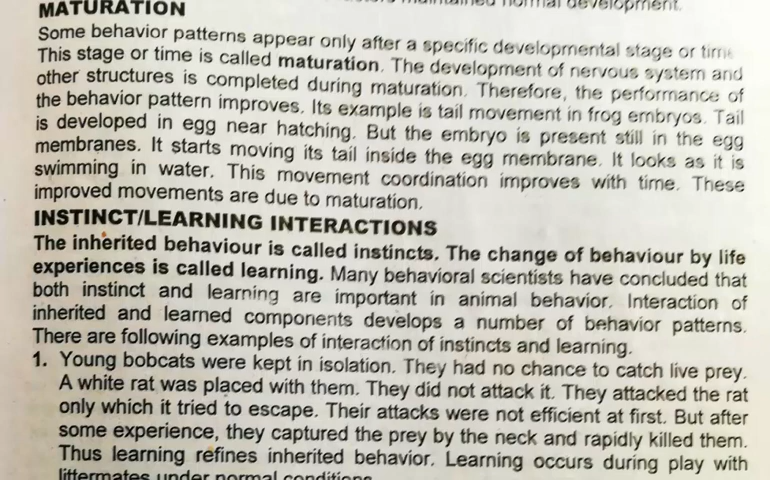 maintained normal development.
MATURATION
Some behavior patterns appear only after a specific developmental stage or time
This stage or time is called maturation. The development of nervous system and
other structures is completed during maturation. Therefore, the performance of
the behavior pattern improves. Its example is tail movement in frog embryos. Tail
is developed in egg near hatching. But the embryo is present still in the egg
membranes. It starts moving its tail inside the egg membrane. It looks as it is
swimming in water. This movement coordination improves with time. These
improved movements are due to maturation.
INSTINCT/LEARNING INTERACTIONS
The inherited behaviour is called instincts. The change of behaviour by life
experiences is called learning. Many behavioral scientists have concluded that
both instinct and learning are important in animal behavior. Interaction of
inherited and learned components develops a number of behavior patterns.
There are following examples of interaction of instincts and learning.
1. Young bobcats were kept in isolation. They had no chance to catch live prey.
A white rat was placed with them. They did not attack it. They attacked the rat
only which it tried to escape. Their attacks were not efficient at first. But after
some experience, they captured the prey by the neck and rapidly killed them.
Thus learning refines inherited behavior. Learning occurs during play with
littermates under normal conditions.